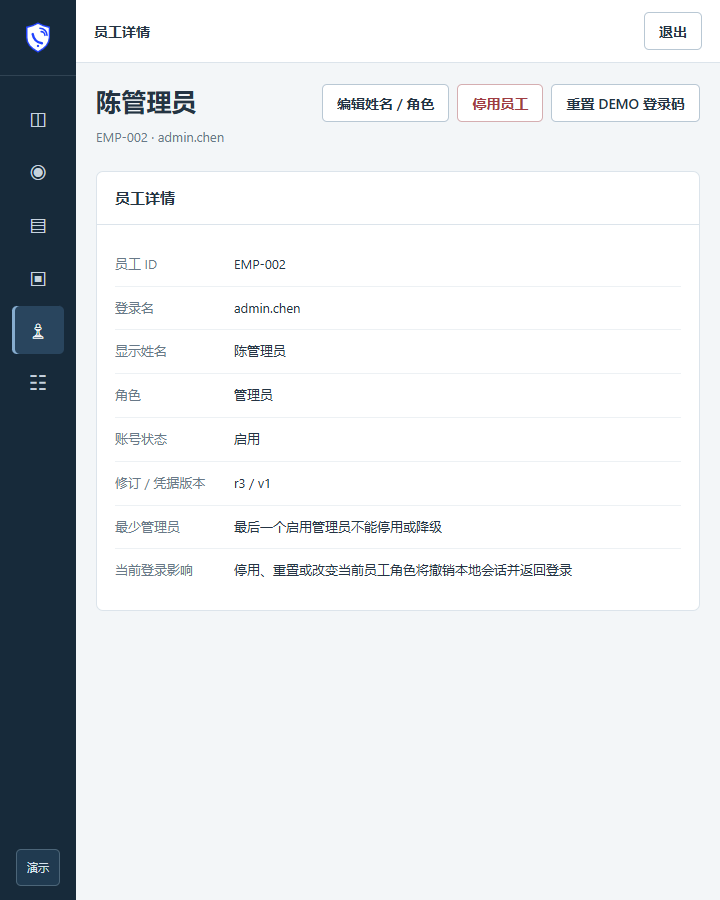 员工详情
退出
陈管理员
EMP-002 · admin.chen
编辑姓名 / 角色
停用员工
重置 DEMO 登录码
员工详情
员工 ID EMP-002
登录名 admin.chen
显示姓名 陈管理员
角色 管理员
账号状态 启用
修订 / 凭据版本 r3 / v1
最少管理员 最后一个启用管理员不能停用或降级
当前登录影响 停用、重置或改变当前员工角色将撤销本地会话并返回登录
演示